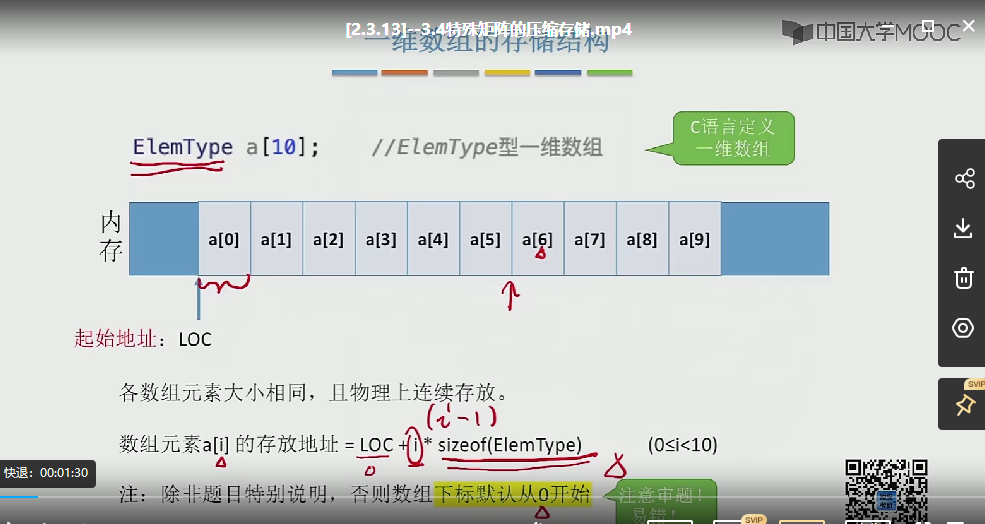 [2.3.13]--3.4特殊矩阵的压缩存储.mp4
一维数组的存储结构
中国大学MOOC
ElemType a[10]; //ElemType型一维数组
C语言定义
一维数组
内存
a[0] a[1] a[2] a[3] a[4] a[5] a[6] a[7] a[8] a[9]
起始地址：LOC
各数组元素大小相同，且物理上连续存放。
(i-1)
数组元素a[i] 的存放地址 = LOC + i * sizeof(ElemType) (0≤i<10)
SVIP
快退：00:01:30
注：除非题目特别说明，否则数组下标默认从0开始
注意审题！
易错！
SVIP